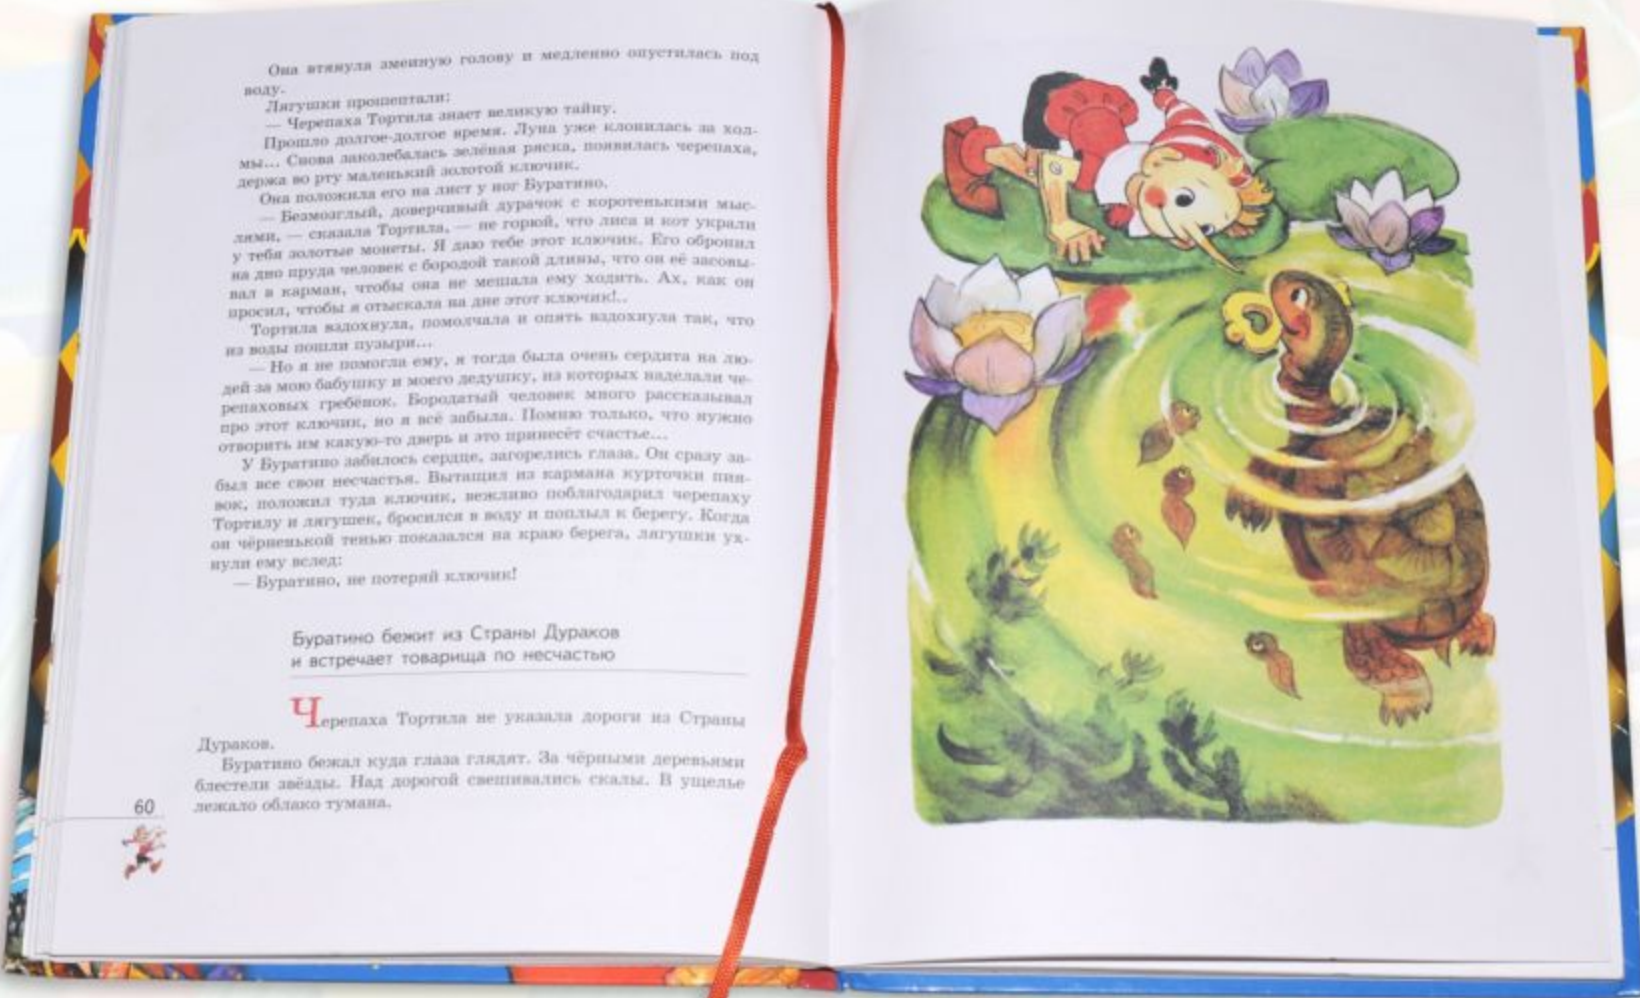 Она втянула змеиную голову и медленно опустилась под
воду.
Лягушки прошептали:
— Черепаха Тортила знает великую тайну.
Прошло долгое-долгое время. Луна уже клонилась за хол-
мы... Снова заколебалась зелёная ряска, появилась черепаха,
держа во рту маленький золотой ключик.
Она положила его на лист у ног Буратино.
— Безмозглый, доверчивый дурачок с коротенькими мыс-
лями, — сказала Тортила, — не горюй, что лиса и кот украли
у тебя золотые монеты. Я даю тебе этот ключик. Его обронил
на дно пруда человек с бородой такой длины, что он её засовы-
вал в карман, чтобы она не мешала ему ходить. Ах, как он
просил, чтобы я отыскала на дне этот ключик!..
Тортила вздохнула, помолчала и опять вздохнула так, что
из воды пошли пузыри...
— Но я не помогла ему, я тогда была очень сердита на лю-
дей за мою бабушку и моего дедушку, из которых наделали че-
репаховых гребёнок. Бородатый человек много рассказывал
про этот ключик, но я всё забыла. Помню только, что нужно
отворить им какую-то дверь и это принесёт счастье...
У Буратино забилось сердце, загорелись глаза. Он сразу за-
был все свои несчастья. Вытащил из кармана курточки пия-
вок, положил туда ключик, вежливо поблагодарил черепаху
Тортилу и лягушек, бросился в воду и поплыл к берегу. Когда
он чёрненькой тенью показался на краю берега, лягушки ух-
нули ему вслед:
— Буратино, не потеряй ключик!
Буратино бежит из Страны Дураков
и встречает товарища по несчастью
Черепаха Тортила не указала дороги из Страны
Дураков.
Буратино бежал куда глаза глядят. За чёрными деревьями
блестели звёзды. Над дорогой свешивались скалы. В ущелье
лежало облако тумана.
60